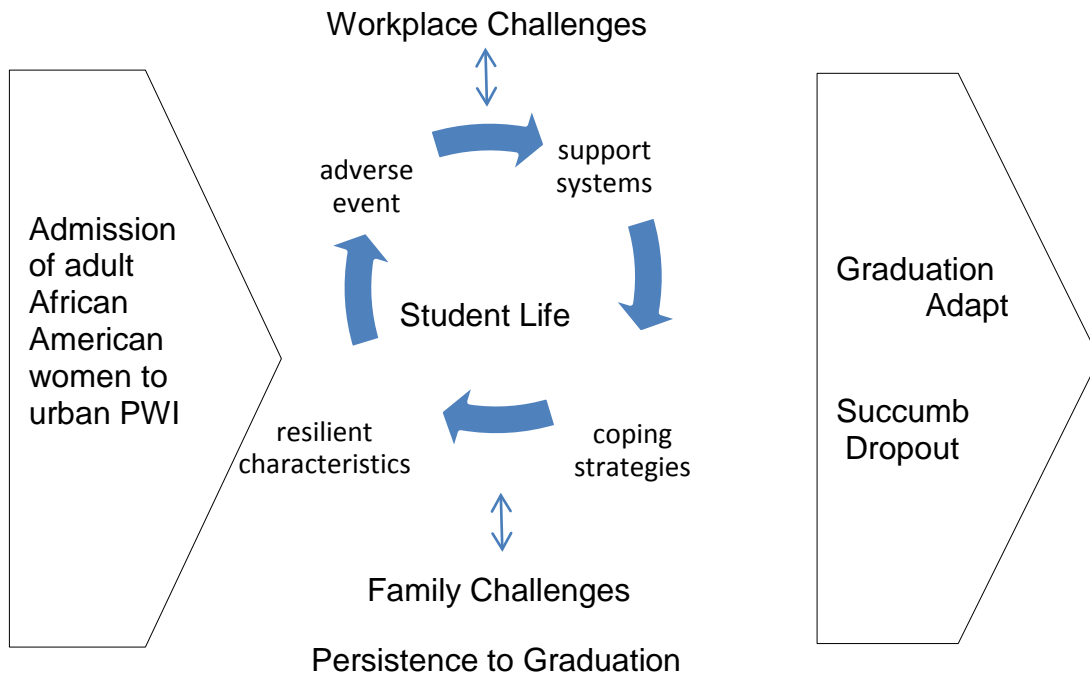 Workplace Challenges
adverse
event
support
systems
Admission
of adult
African
American
women to
urban PWI
Student Life
resilient
characteristics
coping
strategies
Family Challenges
Persistence to Graduation
Graduation
Adapt
Succumb
Dropout